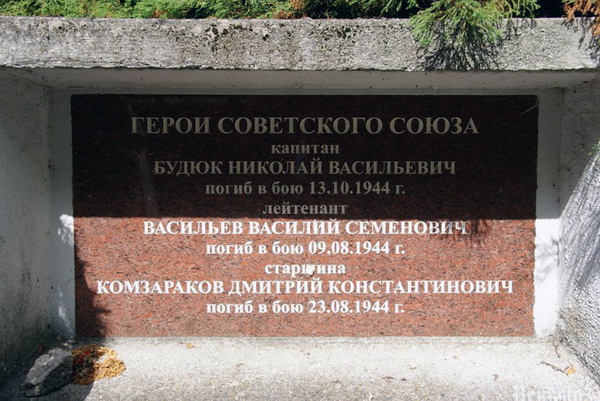 ГЕРОИ СОВЕТСКОГО СОЮЗА
капитан
БУДЮК НИКОЛАЙ ВАСИЛЬЕВИЧ
погиб в бою 13.10.1944 г.
лейтенант
ВАСИЛЬЕВ ВАСИЛИЙ СЕМЕНОВИЧ
погиб в бою 09.08.1944 г.
старшина
КОМЗАРАКОВ ДМИТРИЙ КОНСТАНТИНОВИЧ
погиб в бою 23.08.1944 г.